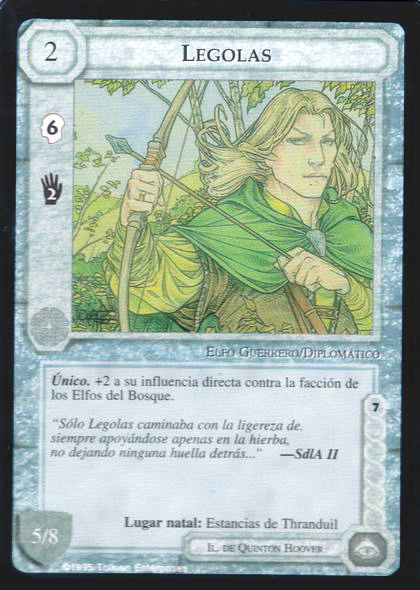 2
LEGOLAS
6
2
ELFO GUERRERO/DIPLOMÁTICO
Único. +2 a su influencia directa contra la facción de
los Elfos del Bosque.
7
"Sólo Legolas caminaba con la ligereza de
siempre apoyándose apenas en la hierba,
no dejando ninguna huella detrás..." —SdlA II
Lugar natal: Estancias de Thranduil
5/8
IL. DE QUINTON HOOVER
©1995 Tolkien Enterprises